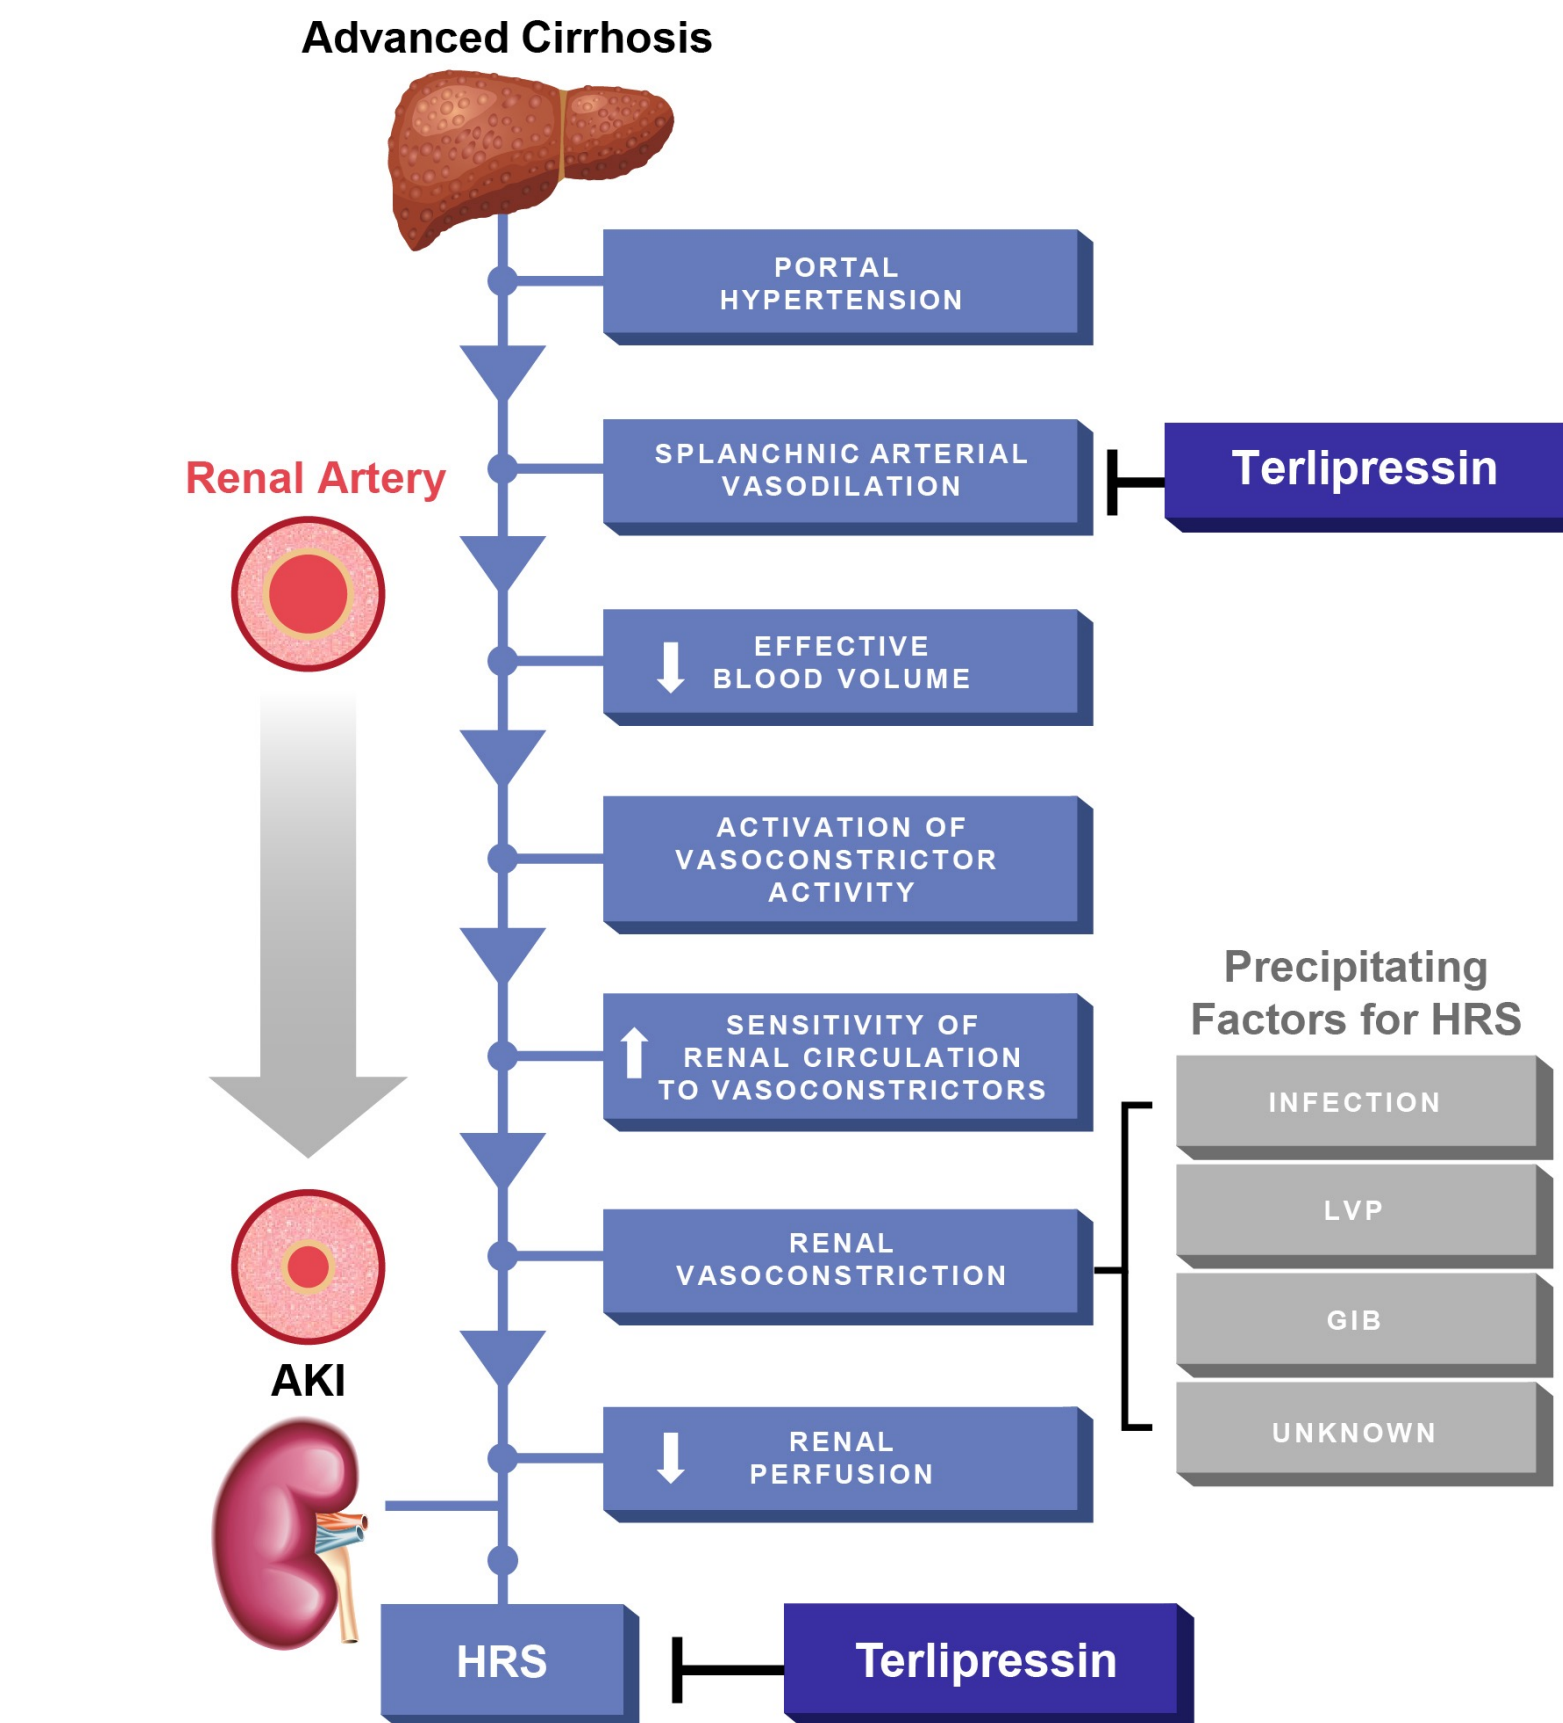 Advanced Cirrhosis
PORTAL
HYPERTENSION
SPLANCHNIC ARTERIAL
VASODILATION
Terlipressin
Renal Artery
EFFECTIVE
BLOOD VOLUME
ACTIVATION OF
VASOCONSTRICTOR
ACTIVITY
SENSITIVITY OF
RENAL CIRCULATION
TO VASOCONSTRICTORS
Precipitating
Factors for HRS
INFECTION
LVP
GIB
UNKNOWN
RENAL
VASOCONSTRICTION
AKI
RENAL
PERFUSION
HRS
Terlipressin